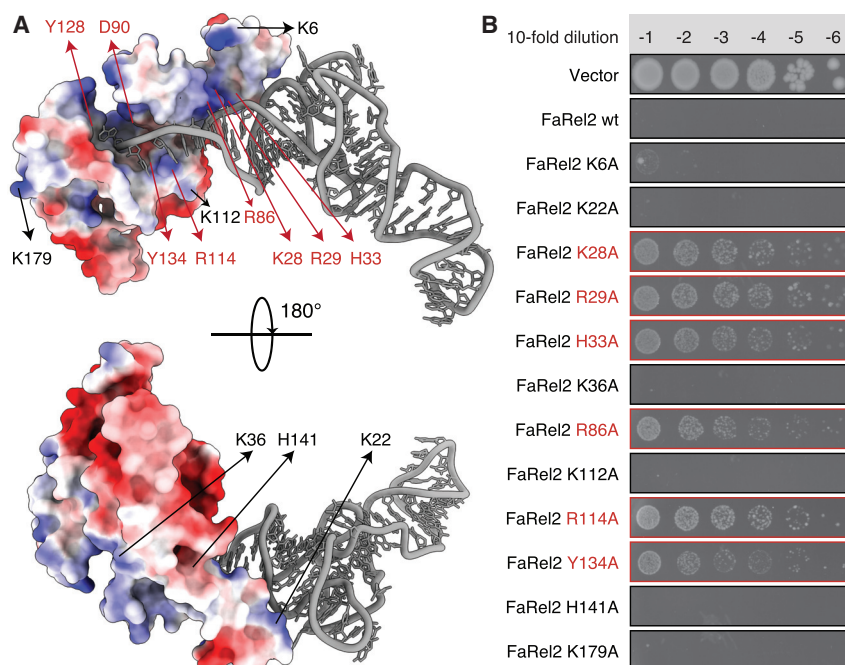 A
Y128 D90
K6
K112 R86
K179
Y134 R114
K28 R29 H33
180°
K36 H141
K22
B
10-fold dilution -1 -2 -3 -4 -5 -6
Vector
FaRel2 wt
FaRel2 K6A
FaRel2 K22A
FaRel2 K28A
FaRel2 R29A
FaRel2 H33A
FaRel2 K36A
FaRel2 R86A
FaRel2 K112A
FaRel2 R114A
FaRel2 Y134A
FaRel2 H141A
FaRel2 K179A